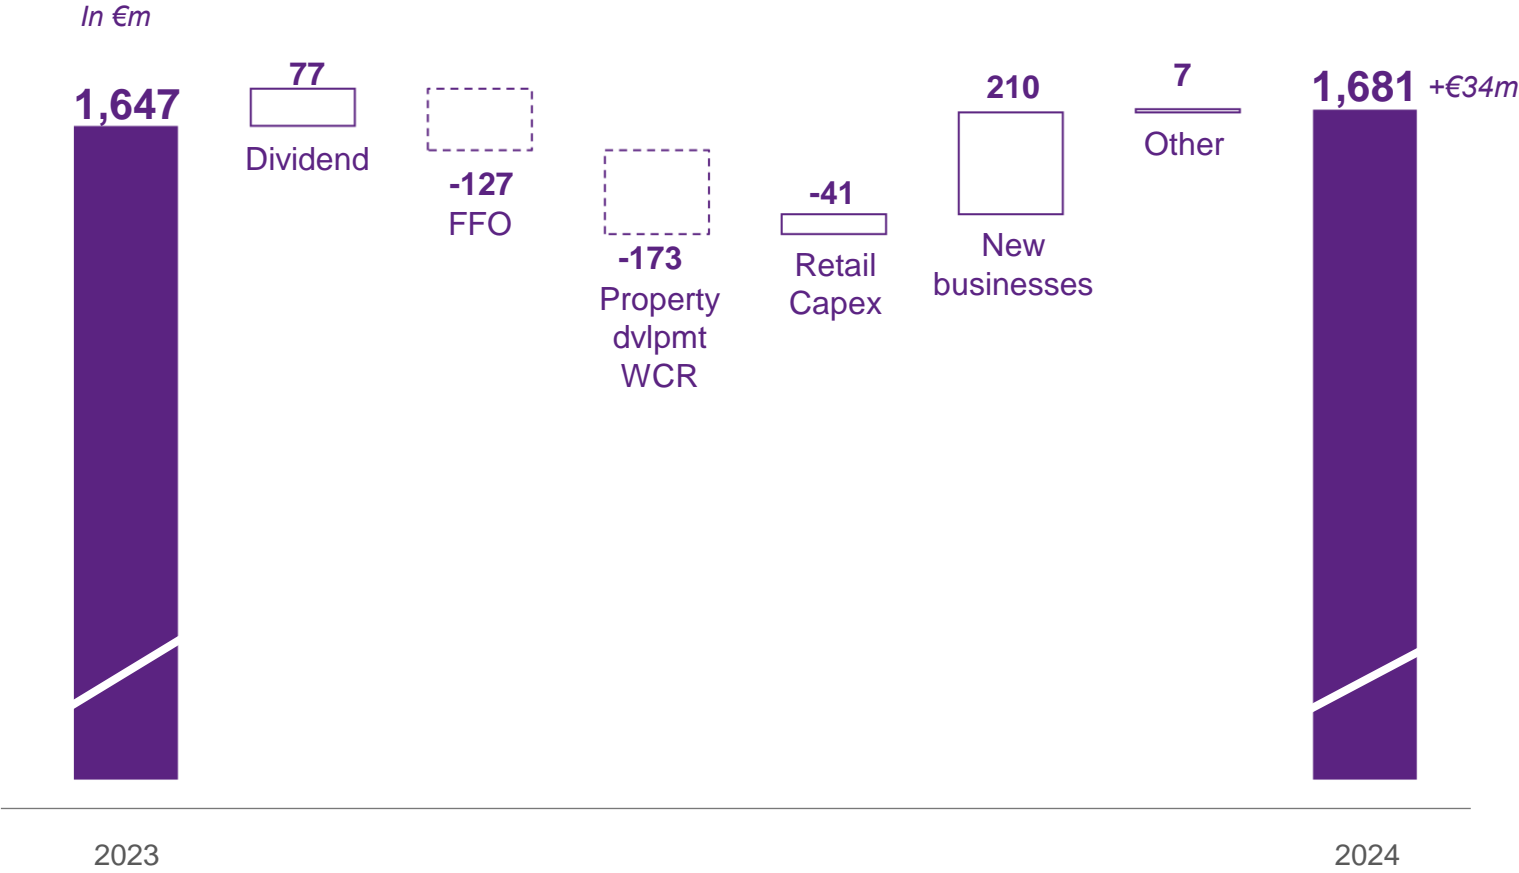 In €m
1,647
77
Dividend
-127
FFO
-173
Property
dvlpmt
WCR
-41
Retail
Capex
210
New
businesses
7
Other
1,681 +€34m
2023
2024